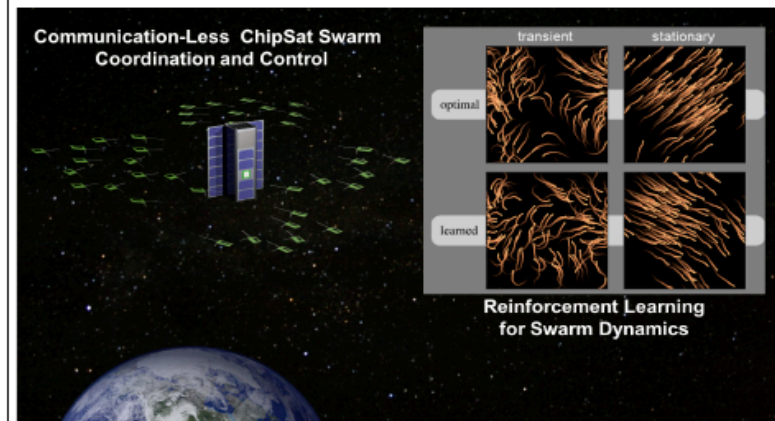 Communication-Less ChipSat Swarm
Coordination and Control
transient stationary
optimal
learned
Reinforcement Learning
for Swarm Dynamics